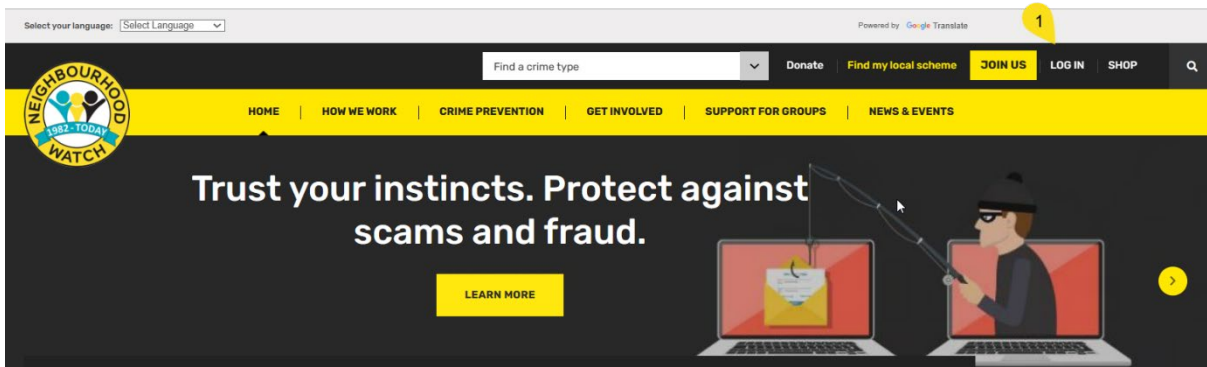 Select your language: Select Language
Powered by Google Translate
1
Find a crime type
Donate
Find my local scheme
JOIN US
LOG IN
SHOP
NEIGHBOURHOOD
1982 - TODAY
WATCH
HOME
HOW WE WORK
CRIME PREVENTION
GET INVOLVED
SUPPORT FOR GROUPS
NEWS & EVENTS
Trust your instincts. Protect against
scams and fraud.
LEARN MORE